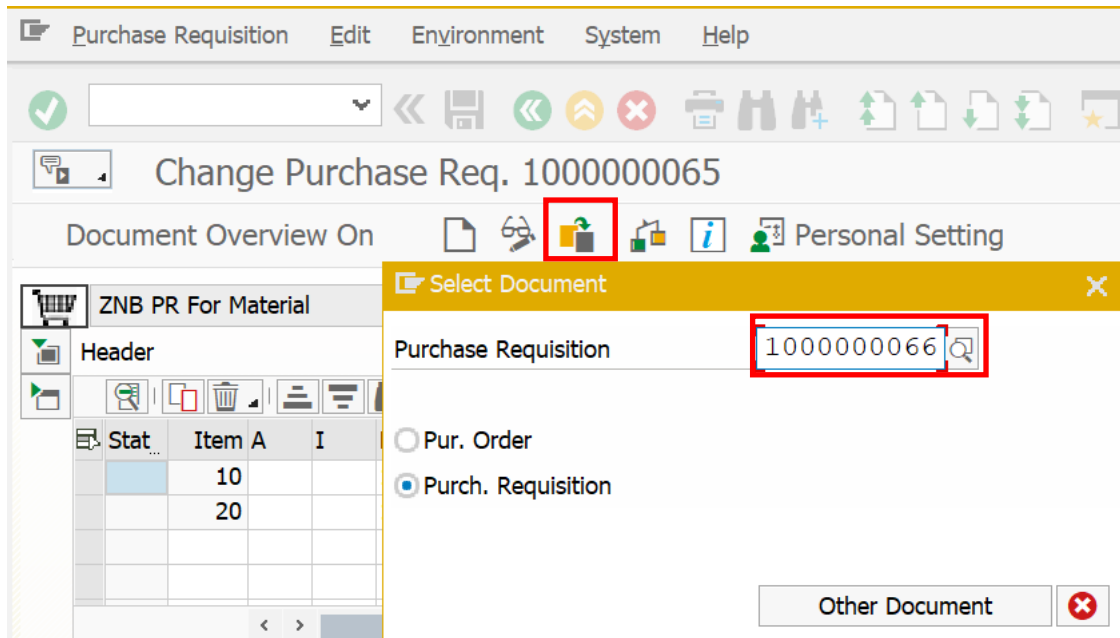 Purchase Requisition Edit Environment System Help
Change Purchase Req. 1000000065
Document Overview On i Personal Setting
Select Document
ZNB PR For Material
Purchase Requisition 1000000066
Header
Stat... Item A I
Pur. Order
10
Purch. Requisition
20
Other Document